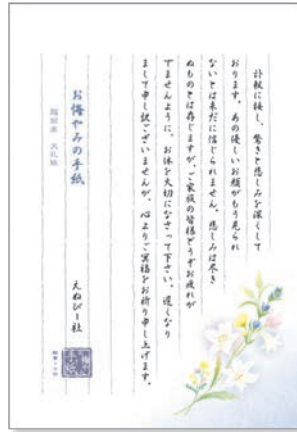 訃報に接し、驚きと悲しみを深くして
おります。あの優しいお顔がもう見られ
ないとは未だに信じられません。悲しみは尽き
ぬものとは存じますが、ご家族の皆様どうぞお疲れが
でませんように、お体を大切になさって下さい。遅くなり
まして申し訳ございませんが、心よりご冥福をお祈り申し上げます。
えぬびー社
お悔やみの手紙